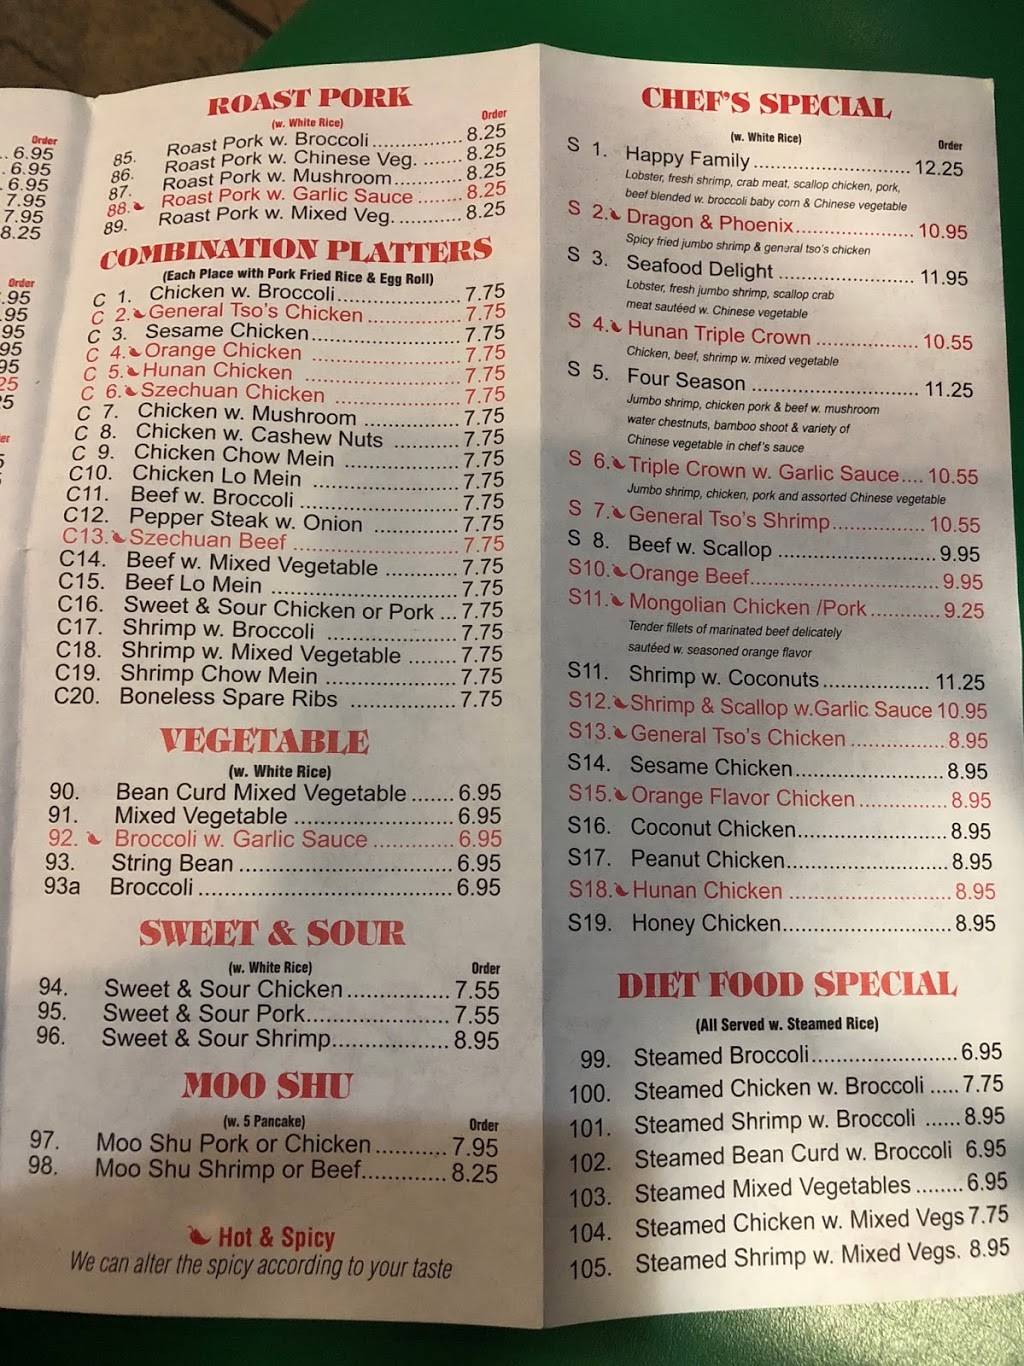 Order
.. 6.95
. 6.95
. 6.95
. 7.95
. 7.95
8.25
Order
.95
.95
95
95
95
25
ROAST PORK
(w. White Rice)
Order
85. Roast Pork w. Broccoli ................ 8.25
86. Roast Pork w. Chinese Veg. ....... 8.25
87. Roast Pork w. Mushroom............ 8.25
88. Roast Pork w. Garlic Sauce ........ 8.25
89. Roast Pork w. Mixed Veg. ........... 8.25
COMBINATION PLATTERS
(Each Place with Pork Fried Rice & Egg Roll)
C 1. Chicken w. Broccoli.................... 7.75
C 2. General Tso's Chicken ............... 7.75
C 3. Sesame Chicken........................ 7.75
C 4. Orange Chicken ........................ 7.75
C 5. Hunan Chicken ......................... 7.75
C 6. Szechuan Chicken .................... 7.75
C 7. Chicken w. Mushroom ............... 7.75
C 8. Chicken w. Cashew Nuts .......... 7.75
C 9. Chicken Chow Mein .................. 7.75
C10. Chicken Lo Mein ....................... 7.75
C11. Beef w. Broccoli ......................... 7.75
C12. Pepper Steak w. Onion ............. 7.75
C13. Szechuan Beef ......................... 7.75
C14. Beef w. Mixed Vegetable ........... 7.75
C15. Beef Lo Mein ............................. 7.75
C16. Sweet & Sour Chicken or Pork ... 7.75
C17. Shrimp w. Broccoli .................... 7.75
C18. Shrimp w. Mixed Vegetable ........ 7.75
C19. Shrimp Chow Mein .................... 7.75
C20. Boneless Spare Ribs ................ 7.75
VEGETABLE
(w. White Rice)
90. Bean Curd Mixed Vegetable ....... 6.95
91. Mixed Vegetable ......................... 6.95
92. Broccoli w. Garlic Sauce ............. 6.95
93. String Bean ................................. 6.95
93a Broccoli ....................................... 6.95
SWEET & SOUR
(w. White Rice)
Order
94. Sweet & Sour Chicken ................ 7.55
95. Sweet & Sour Pork...................... 7.55
96. Sweet & Sour Shrimp.................. 8.95
MOO SHU
(w. 5 Pancake)
Order
97. Moo Shu Pork or Chicken ........... 7.95
98. Moo Shu Shrimp or Beef............. 8.25
Hot & Spicy
We can alter the spicy according to your taste
CHEF'S SPECIAL
(w. White Rice)
Order
S 1. Happy Family ............................ 12.25
Lobster, fresh shrimp, crab meat, scallop chicken, pork,
beef blended w. broccoli baby corn & Chinese vegetable
S 2. Dragon & Phoenix..................... 10.95
Spicy fried jumbo shrimp & general tso's chicken
S 3. Seafood Delight ........................ 11.95
Lobster, fresh jumbo shrimp, scallop crab
meat sautéed w. Chinese vegetable
S 4. Hunan Triple Crown .................. 10.55
Chicken, beef, shrimp w. mixed vegetable
S 5. Four Season ............................. 11.25
Jumbo shrimp, chicken pork & beef w. mushroom
water chestnuts, bamboo shoot & variety of
Chinese vegetable in chef's sauce
S 6. Triple Crown w. Garlic Sauce.... 10.55
Jumbo shrimp, chicken, pork and assorted Chinese vegetable
S 7. General Tso's Shrimp................ 10.55
S 8. Beef w. Scallop ........................... 9.95
S10. Orange Beef................................ 9.95
S11. Mongolian Chicken /Pork............ 9.25
Tender fillets of marinated beef delicately
sautéed w. seasoned orange flavor
S11. Shrimp w. Coconuts ................... 11.25
S12. Shrimp & Scallop w.Garlic Sauce 10.95
S13. General Tso's Chicken ............... 8.95
S14. Sesame Chicken......................... 8.95
S15. Orange Flavor Chicken .............. 8.95
S16. Coconut Chicken......................... 8.95
S17. Peanut Chicken........................... 8.95
S18. Hunan Chicken ........................... 8.95
S19. Honey Chicken............................ 8.95
DIET FOOD SPECIAL
(All Served w. Steamed Rice)
99. Steamed Broccoli........................ 6.95
100. Steamed Chicken w. Broccoli ..... 7.75
101. Steamed Shrimp w. Broccoli ...... 8.95
102. Steamed Bean Curd w. Broccoli 6.95
103. Steamed Mixed Vegetables ........ 6.95
104. Steamed Chicken w. Mixed Vegs 7.75
105. Steamed Shrimp w. Mixed Vegs. 8.95